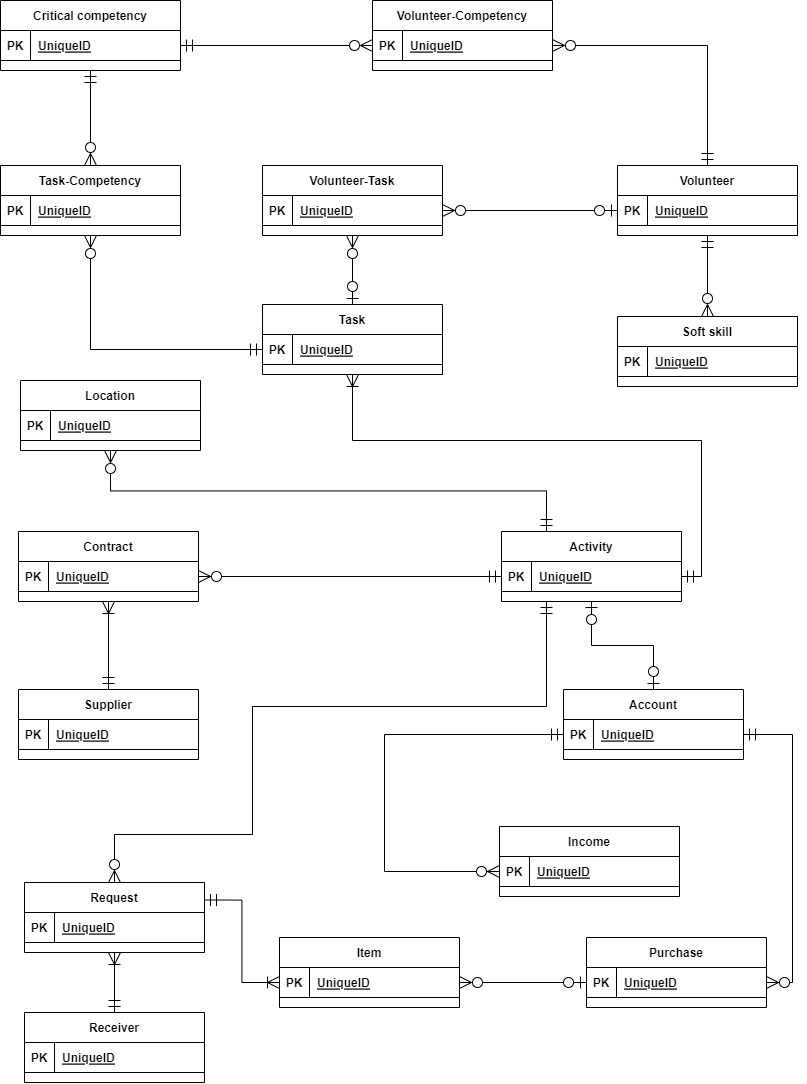 Critical competency
PK UniqueID
Volunteer-Competency
PK UniqueID
Task-Competency
PK UniqueID
Volunteer-Task
PK UniqueID
Volunteer
PK UniqueID
Task
PK UniqueID
Soft skill
PK UniqueID
Location
PK UniqueID
Contract
PK UniqueID
Activity
PK UniqueID
Supplier
PK UniqueID
Account
PK UniqueID
Income
PK UniqueID
Request
PK UniqueID
Item
PK UniqueID
Purchase
PK UniqueID
Receiver
PK UniqueID